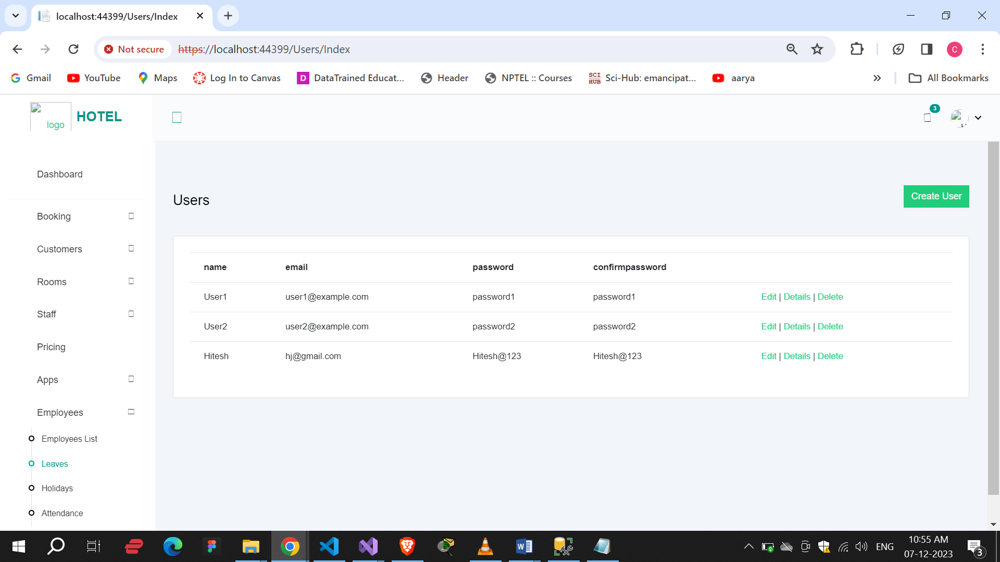 localhost:44399/Users/Index
Not secure https://localhost:44399/Users/Index
C
Gmail YouTube Maps Log In to Canvas DataTrained Educat... Header NPTEL :: Courses Sci-Hub: emancipat... aarya All Bookmarks
logo HOTEL
3
Dashboard
Users
Create User
Booking
Customers
Rooms
Staff
Pricing
Apps
Employees
Employees List
Leaves
Holidays
Attendance
name email password confirmpassword
User1 user1@example.com password1 password1 Edit | Details | Delete
User2 user2@example.com password2 password2 Edit | Details | Delete
Hitesh hj@gmail.com Hitesh@123 Hitesh@123 Edit | Details | Delete
ENG
10:55 AM
07-12-2023
3